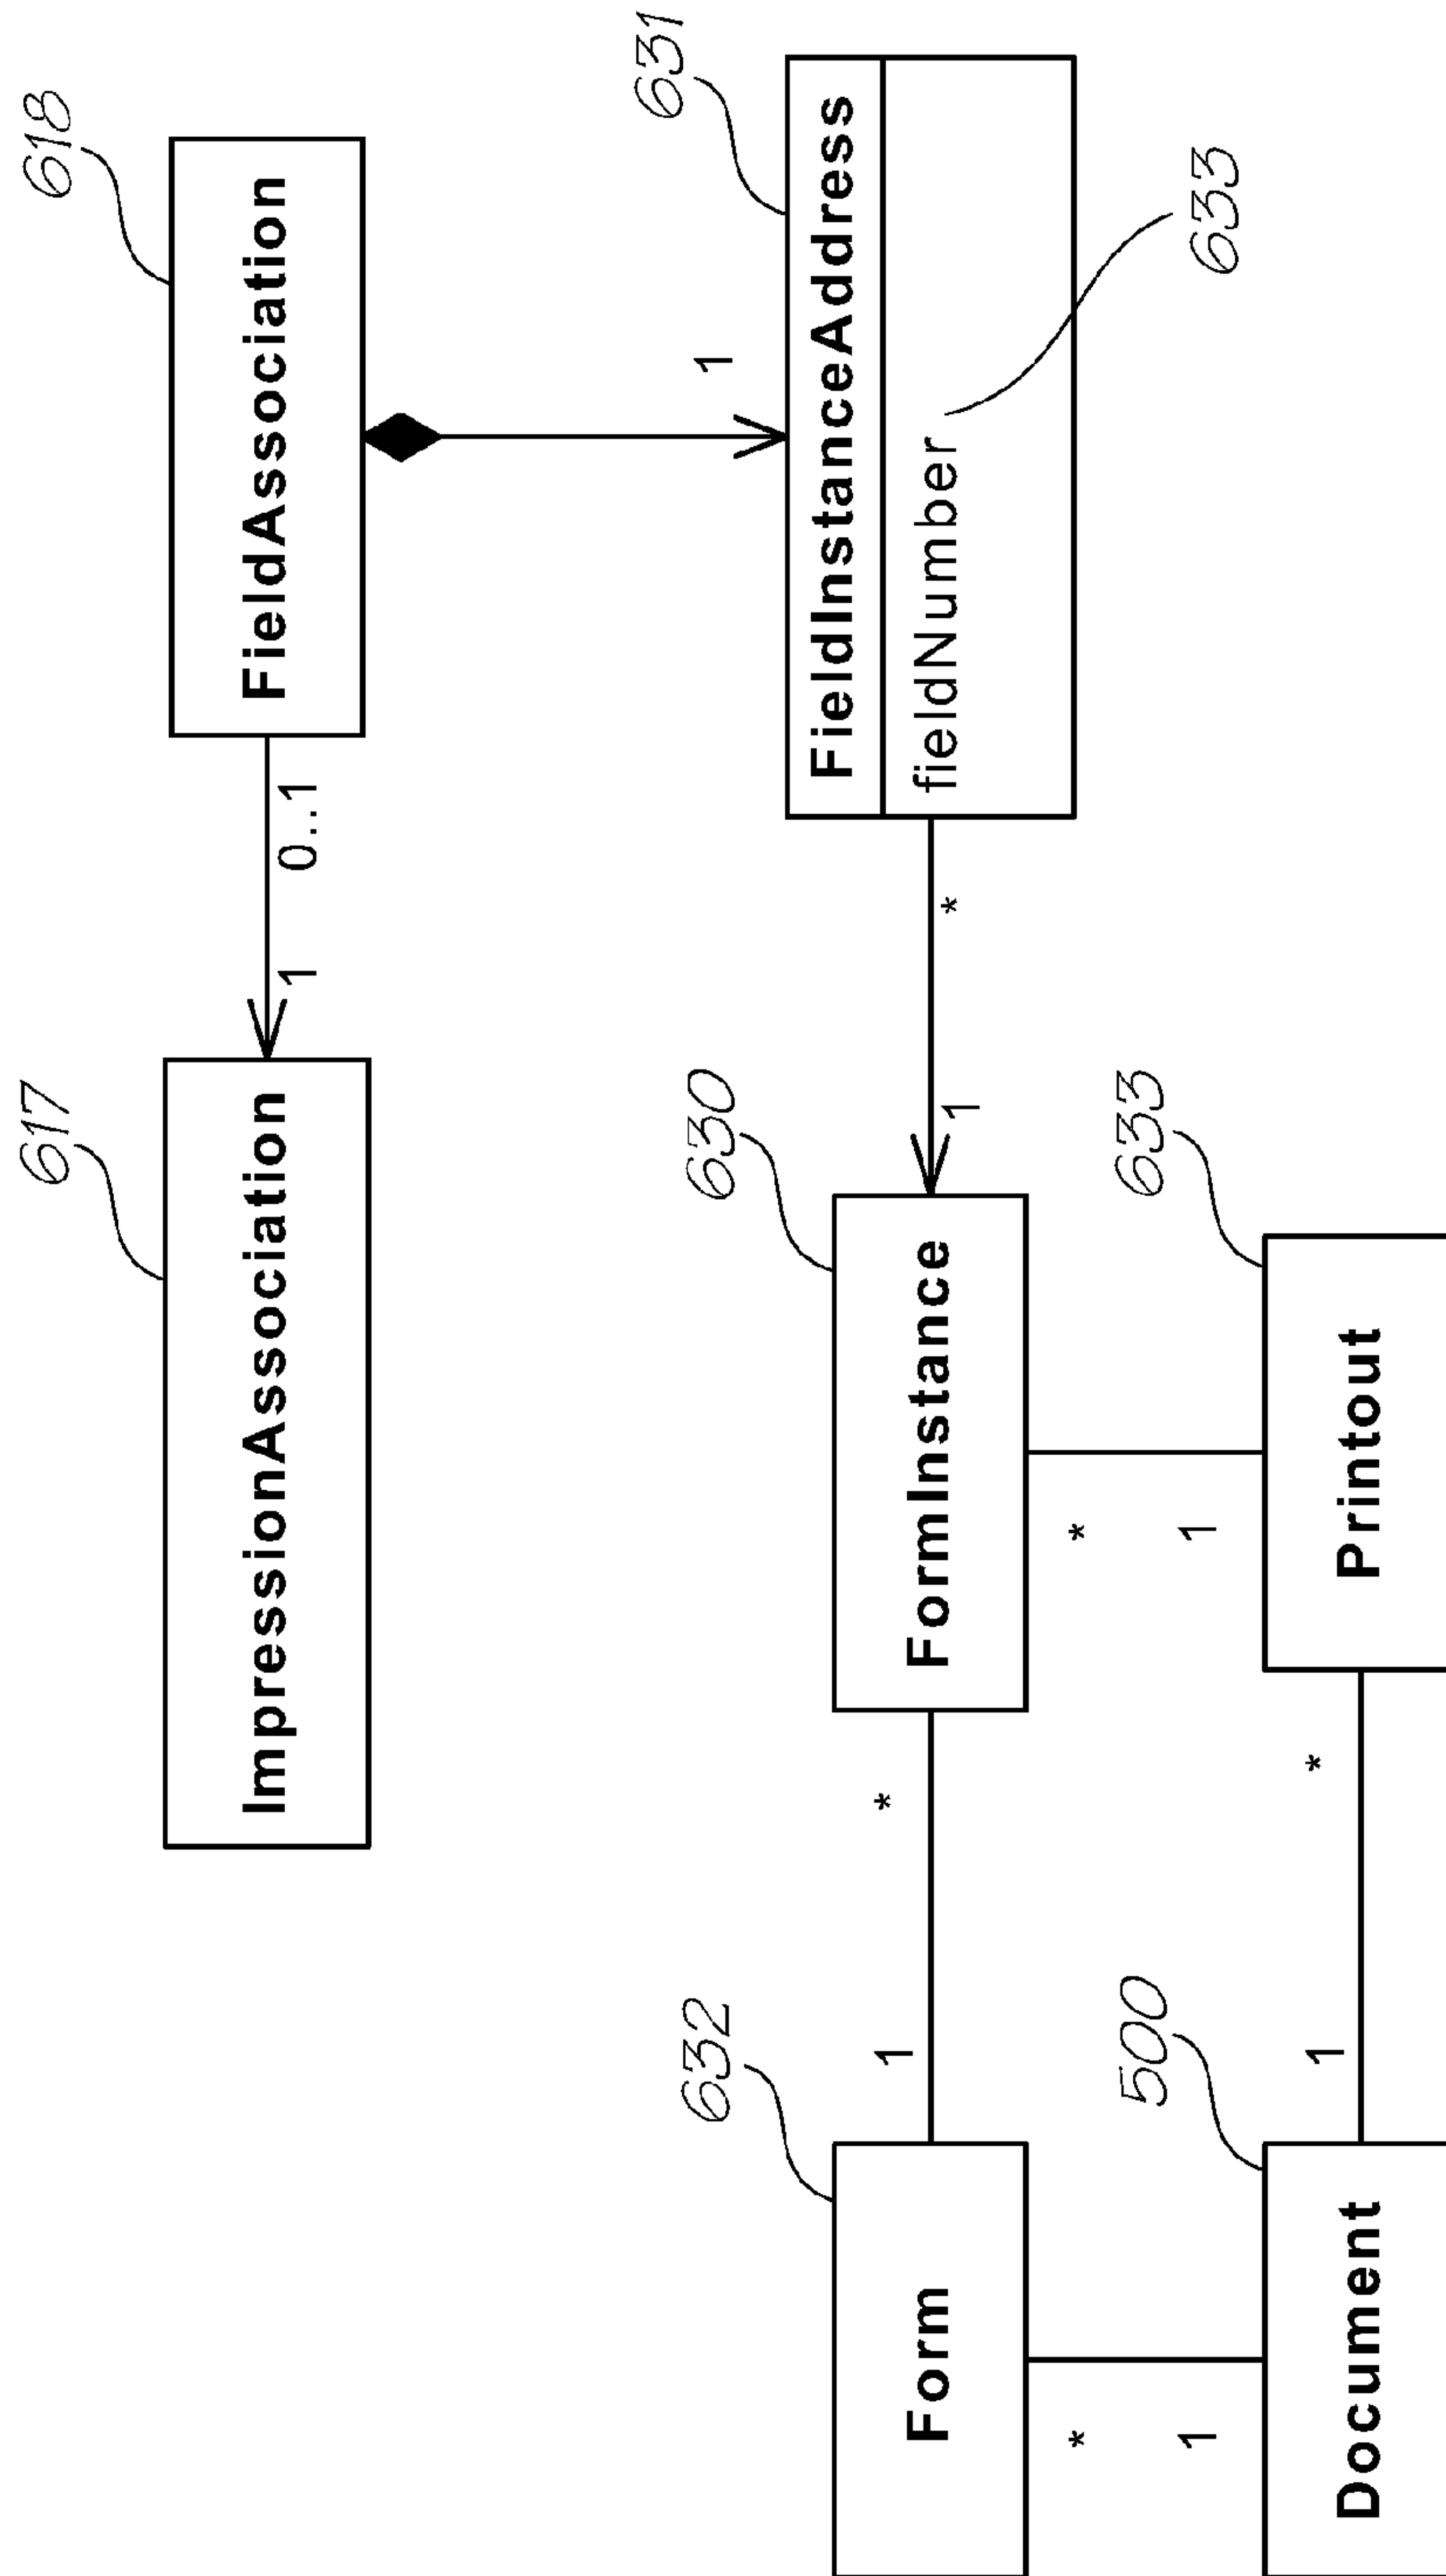 617
618
ImpressionAssociation
1
0..1
FieldAssociation
1
632
630
631
Form
1
*
FormInstance
1
*
FieldInstanceAddress
fieldNumber
633
*
1
*
1
500
633
Document
1
*
Printout